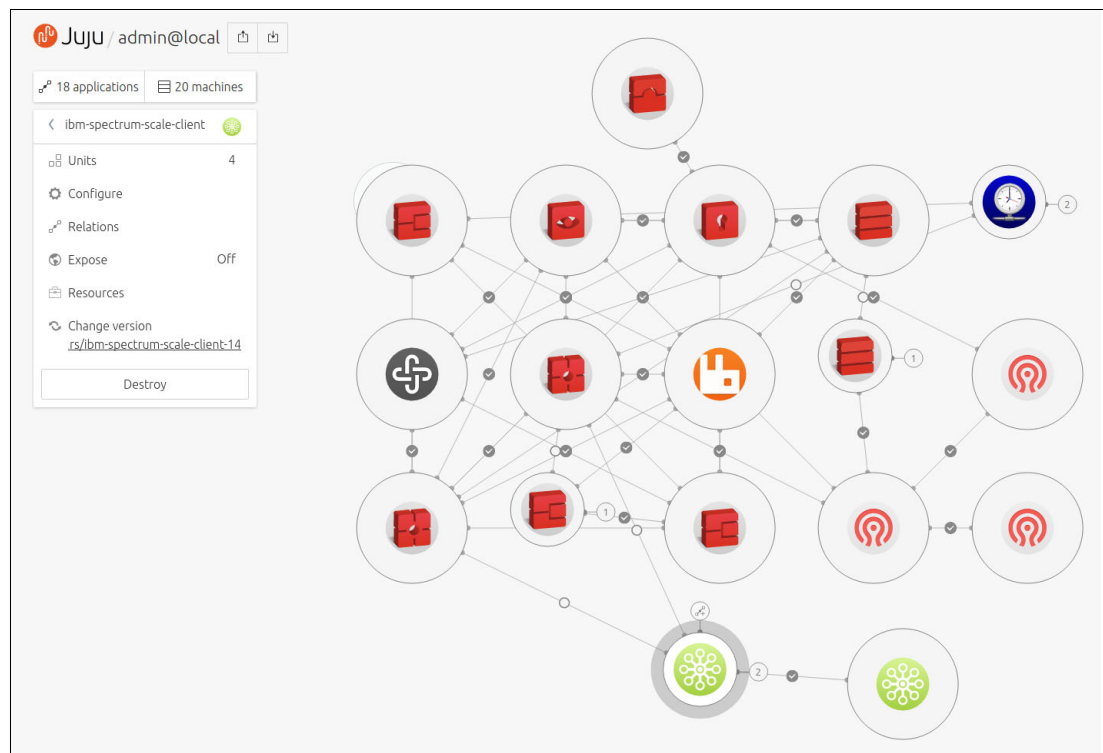 Juju / admin@local
18 applications 20 machines
ibm-spectrum-scale-client
Units 4
Configure
Relations
Expose Off
Resources
Change version
rs/ibm-spectrum-scale-client-14
Destroy
2
1
1
2